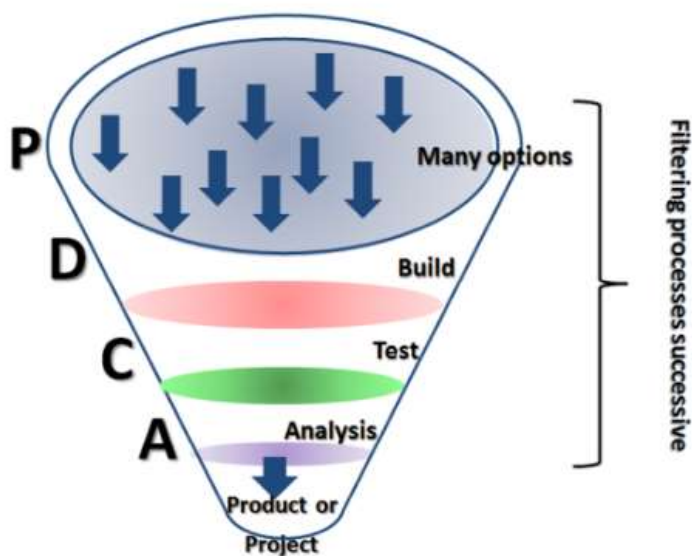 P
Many options
D
Build
C
Test
A
Analysis
Product or
Project
Filtering processes successive